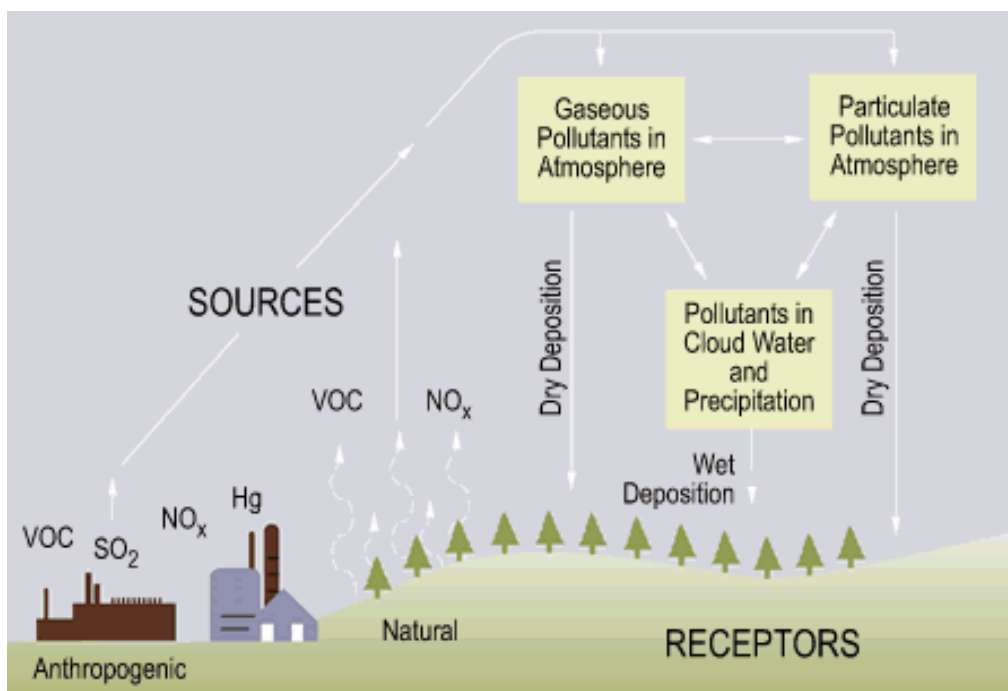 Gaseous
Pollutants in
Atmosphere
Particulate
Pollutants in
Atmosphere
SOURCES
Dry Deposition
Pollutants in
Cloud Water
and
Precipitation
Dry Deposition
VOC
NOx
Wet
Deposition
VOC
SO2
NOx
Hg
Natural
RECEPTORS
Anthropogenic